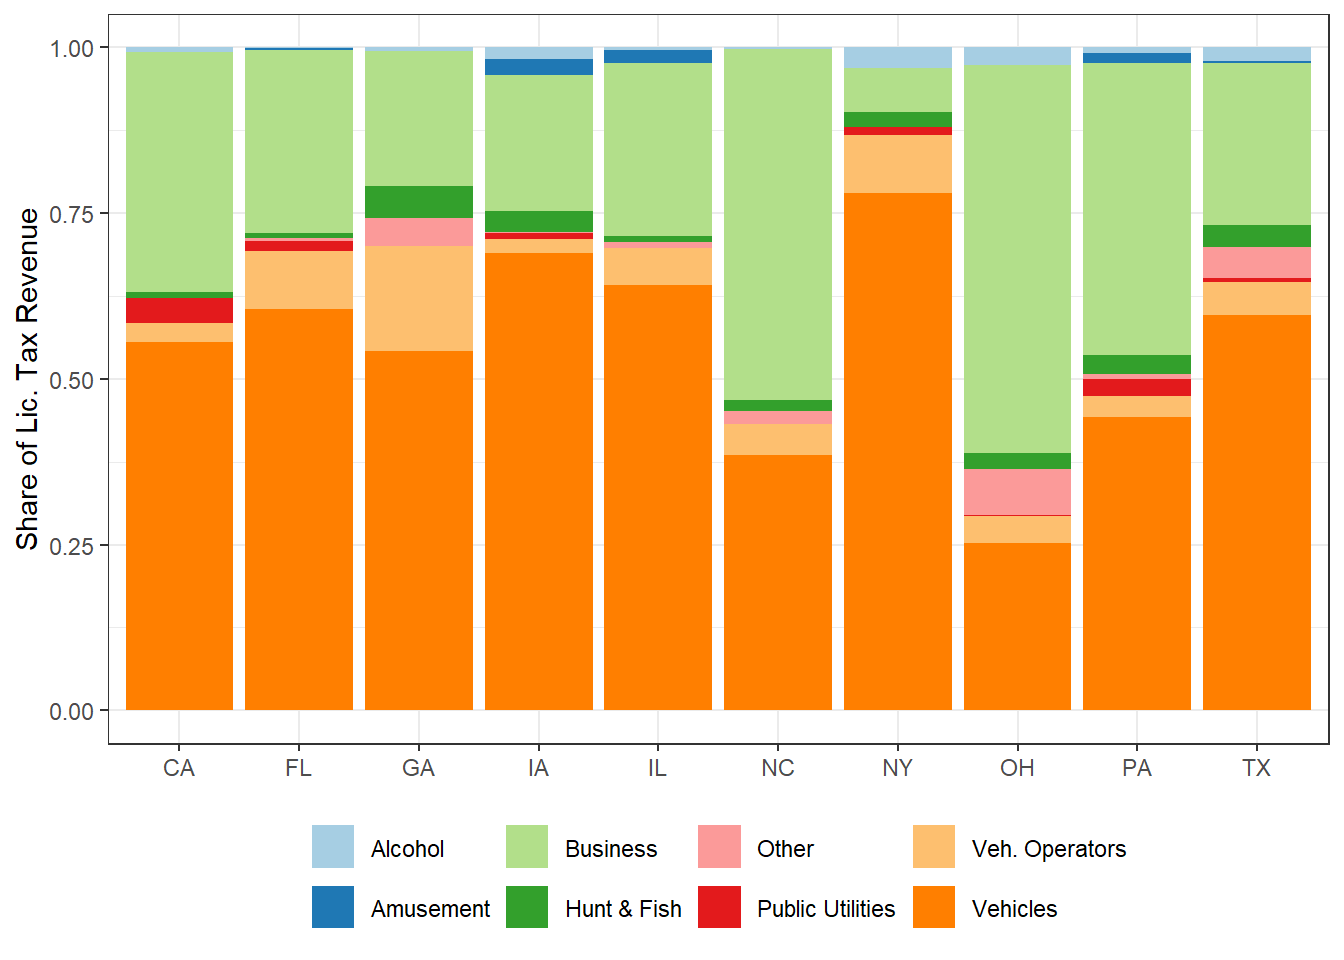 Share of Lic. Tax Revenue
1.00
0.75
0.50
0.25
0.00
CA FL GA IA IL NC NY OH PA TX
Alcohol Business Other Veh. Operators
Amusement Hunt & Fish Public Utilities Vehicles